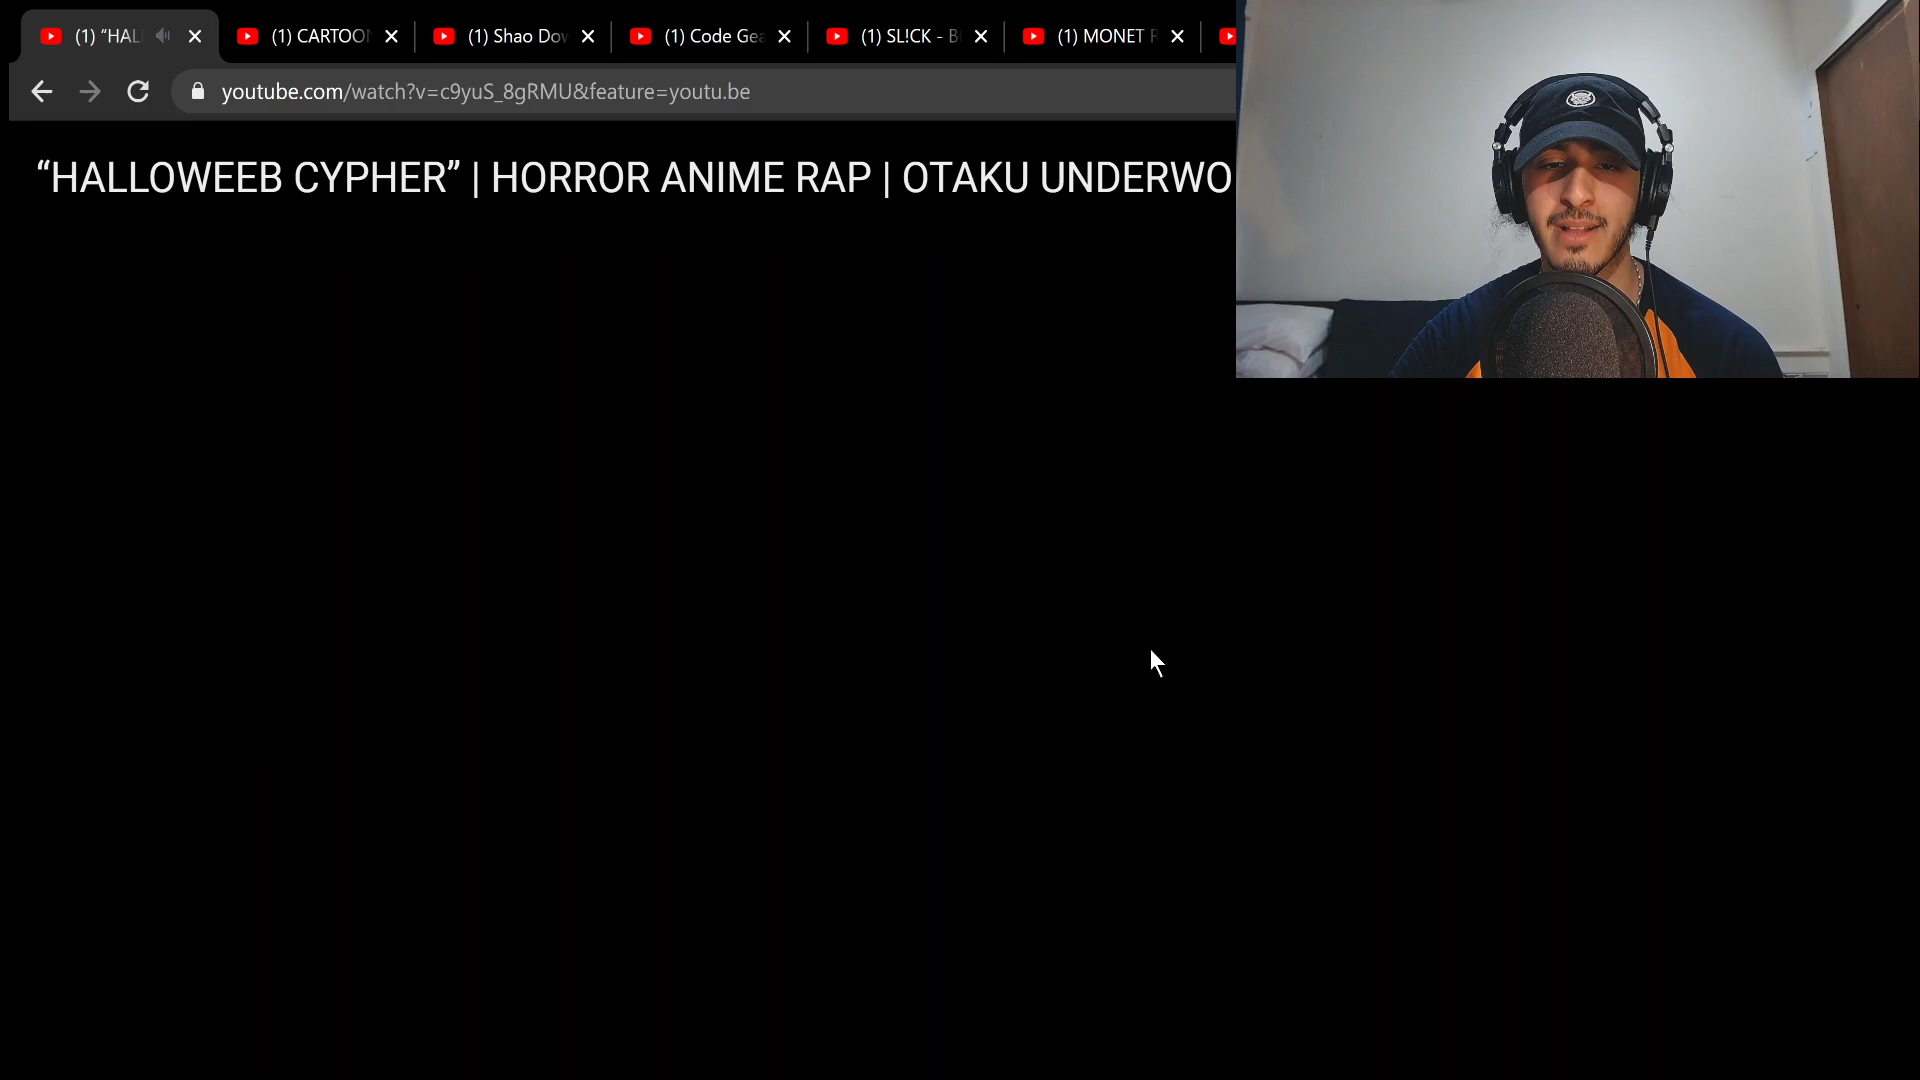 (1) “HAL
(1) CARTOO
(1) Shao Do
(1) Code Ge
(1) SL!CK - B
(1) MONET R
youtube.com/watch?v=c9yuS_8gRMU&feature=youtu.be
“HALLOWEEB CYPHER” | HORROR ANIME RAP | OTAKU UNDERWO